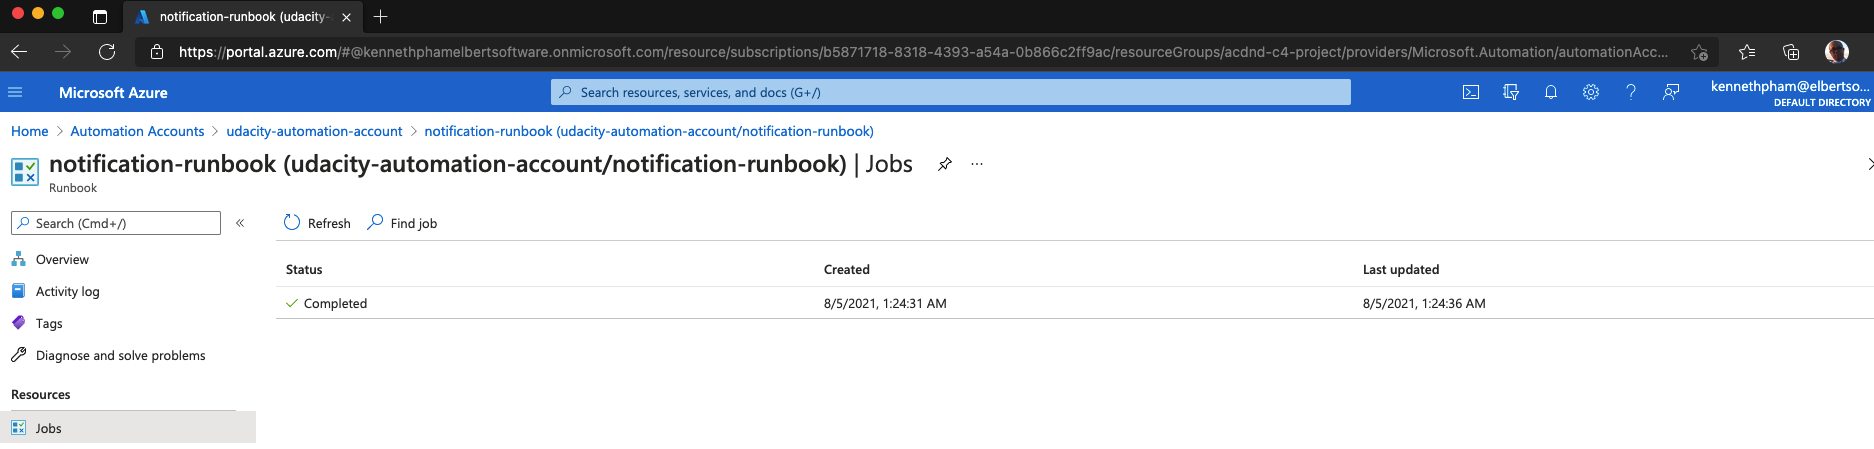 notification-runbook (udacity-
https://portal.azure.com/#@kennethphamelbertsoftware.onmicrosoft.com/resource/subscriptions/b5871718-8318-4393-a54a-0b866c2ff9ac/resourceGroups/acdnd-c4-project/providers/Microsoft.Automation/automationAcc...
Microsoft Azure
Search resources, services, and docs (G+/)
kennethpham@elbertso...
DEFAULT DIRECTORY
Home > Automation Accounts > udacity-automation-account > notification-runbook (udacity-automation-account/notification-runbook)
notification-runbook (udacity-automation-account/notification-runbook) | Jobs
Runbook
Search (Cmd+/)
Refresh Find job
Overview
Activity log
Tags
Diagnose and solve problems
Resources
Jobs
Status Created Last updated
Completed 8/5/2021, 1:24:31 AM 8/5/2021, 1:24:36 AM